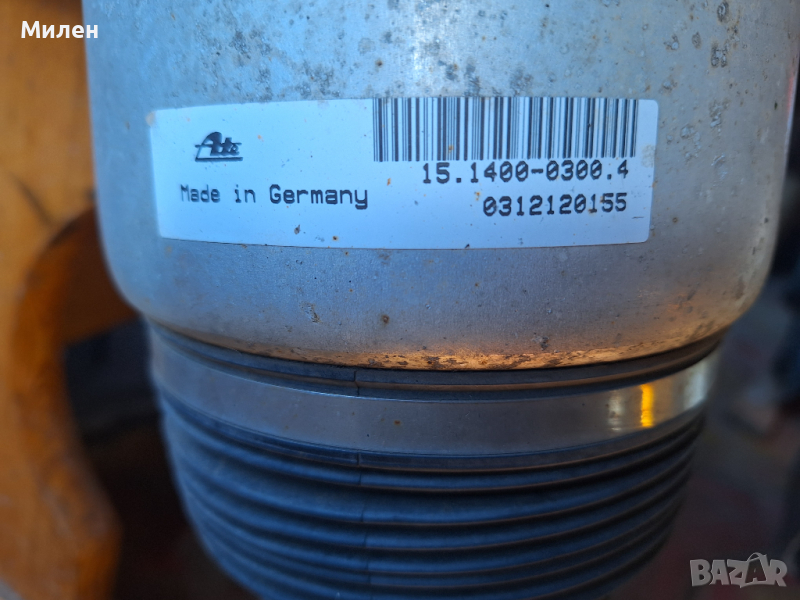 Милен
Ate
15.1400-0300.4
Made in Germany
0312120155
BAZAR